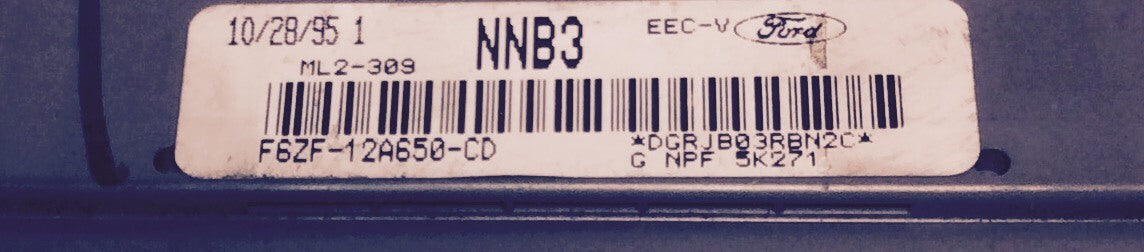 10/28/95 1 NNB3 EEC-V Ford
ML2-309
F6ZF-12A650-CD *DGRJB03RBN2C*
G NPF 5K271